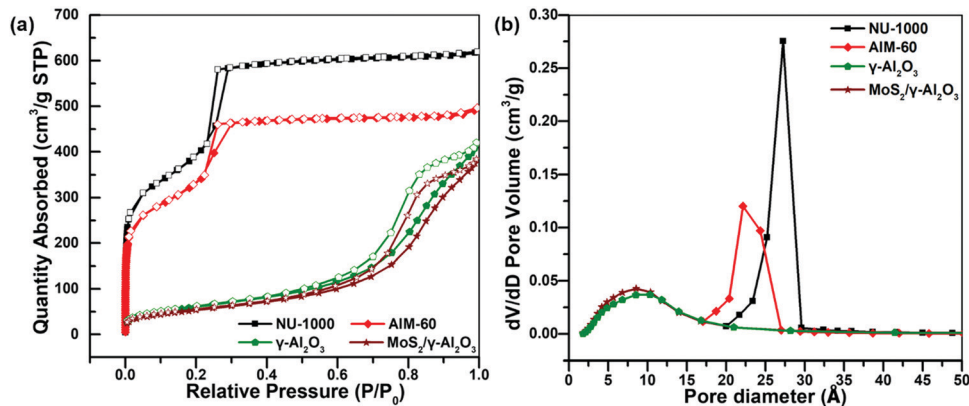 (a)
Quantity Absorbed (cm³/g STP)
700
600
500
400
300
200
100
0
0.0 0.2 0.4 0.6 0.8 1.0
Relative Pressure (P/P₀)
NU-1000 AIM-60
γ-Al₂O₃ MoS₂/γ-Al₂O₃
(b)
dV/dD Pore Volume (cm³/g)
0.30
0.25
0.20
0.15
0.10
0.05
0.00
0 5 10 15 20 25 30 35 40 45 50
Pore diameter (Å)
NU-1000
AIM-60
γ-Al₂O₃
MoS₂/γ-Al₂O₃